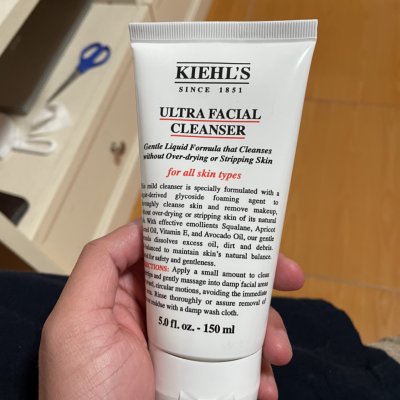 KIEHL'S
SINCE 1851
ULTRA FACIAL
CLEANSER
Gentle Liquid Formula that Cleanses
without Over-drying or Stripping Skin
for all skin types
mild cleanser is specially formulated with a
glycoside foaming agent to
cleanse skin and remove makeup,
over-drying or stripping skin of its natural
With effective emollients Squalane, Apricot
Oil, Vitamin E, and Avocado Oil, our gentle
dissolves excess oil, dirt and debris.
balanced to maintain skin's natural balance.
for safety and gentleness.
Apply a small amount to clean
and gently massage into damp facial areas
circular motions, avoiding the immediate
Rinse thoroughly or assure removal of
residue with a damp wash cloth.
5.0 fl. oz. - 150 ml